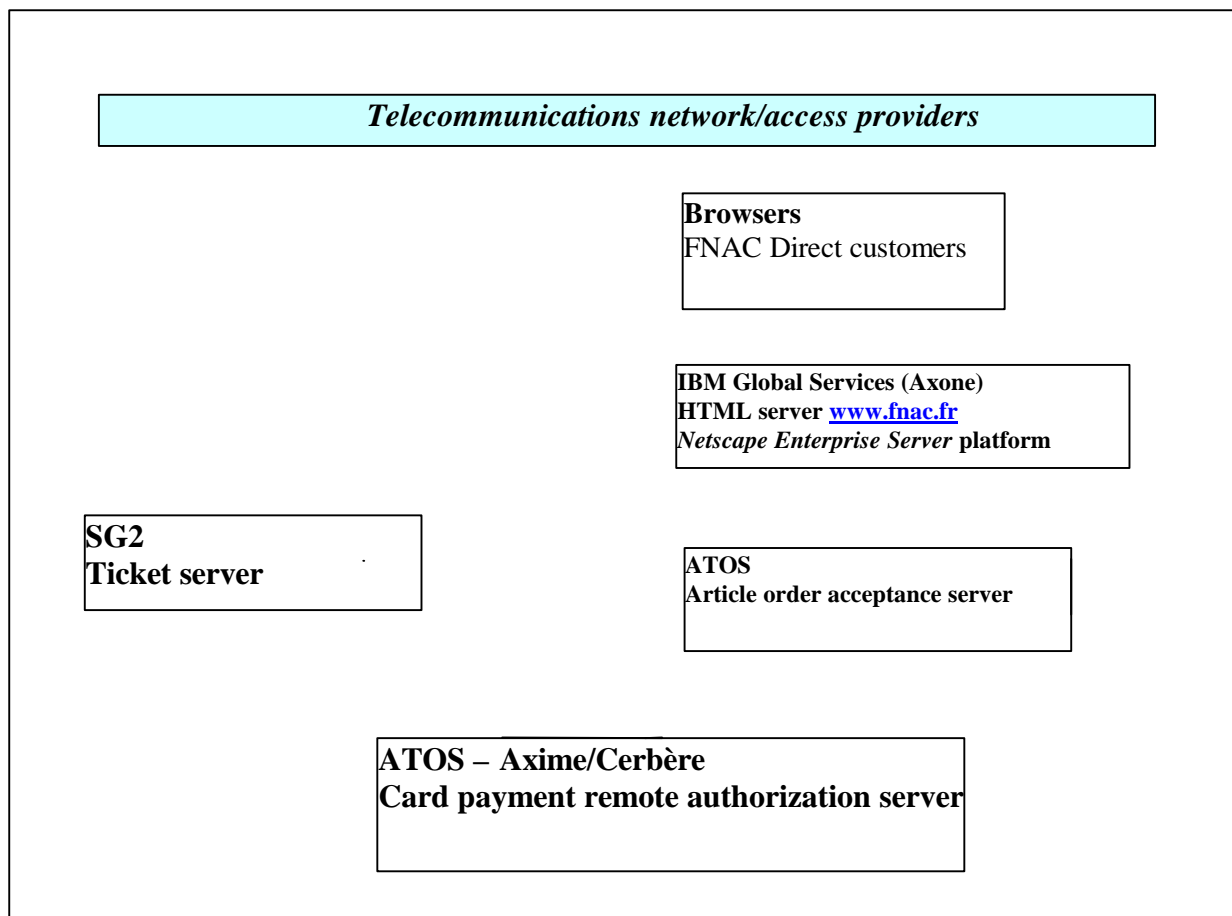 Telecommunications network/access providers
Browsers
FNAC Direct customers
IBM Global Services (Axone)
HTML server www.fnac.fr
Netscape Enterprise Server platform
SG2
Ticket server
ATOS
Article order acceptance server
ATOS – Axime/Cerbère
Card payment remote authorization server